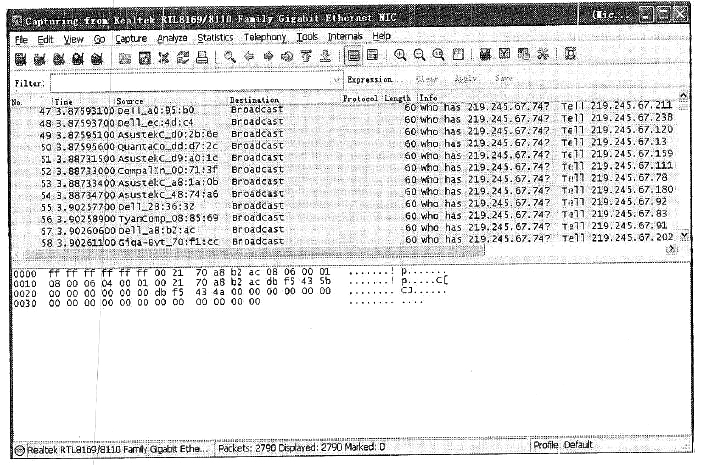 Capturing from Realtek RTL8169/8110 Family Gigabit Ethernet NIC
File Edit View Go Capture Analyze Statistics Telephony Tools Internals Help
Filter: Expression... Clear Apply Save
No. Time Source Destination Protocol Length Info
47 3.87593100 Dell_a0:95:b0 Broadcast 60 who has 219.245.67.74? Tell 219.245.67.211
48 3.87593700 Dell_ec:4d:c4 Broadcast 60 who has 219.245.67.74? Tell 219.245.67.238
49 3.87595100 AsustekC_d0:2b:6e Broadcast 60 who has 219.245.67.74? Tell 219.245.67.120
50 3.87595600 QuantaCo_dd:d7:2c Broadcast 60 who has 219.245.67.74? Tell 219.245.67.13
51 3.88731500 AsustekC_d9:a0:1c Broadcast 60 who has 219.245.67.74? Tell 219.245.67.159
52 3.88733000 CompalIn_00:71:3f Broadcast 60 who has 219.245.67.74? Tell 219.245.67.111
53 3.88733400 AsustekC_a8:1a:0b Broadcast 60 who has 219.245.67.74? Tell 219.245.67.78
54 3.88734700 AsustekC_48:74:a6 Broadcast 60 who has 219.245.67.74? Tell 219.245.67.180
55 3.90257700 Dell_28:36:32 Broadcast 60 who has 219.245.67.74? Tell 219.245.67.92
56 3.90258900 TyanComp_08:85:69 Broadcast 60 who has 219.245.67.74? Tell 219.245.67.83
57 3.90260600 Dell_a8:b2:ac Broadcast 60 who has 219.245.67.74? Tell 219.245.67.91
58 3.90261100 Giga-Byt_70:f1:cc Broadcast 60 who has 219.245.67.74? Tell 219.245.67.202
0000 ff ff ff ff ff ff 00 21 70 a8 b2 ac 08 06 00 01 .......! p.......
0010 08 00 06 04 00 01 00 21 70 a8 b2 ac db f5 43 5b .......! p.....C[
0020 00 00 00 00 00 00 db f5 43 4a 00 00 00 00 00 00 ........ CJ......
0030 00 00 00 00 00 00 00 00 00 00 00 00 ........ ....
Realtek RTL8169/8110 Family Gigabit Ethe... Packets: 2790 Displayed: 2790 Marked: 0 Profile: Default